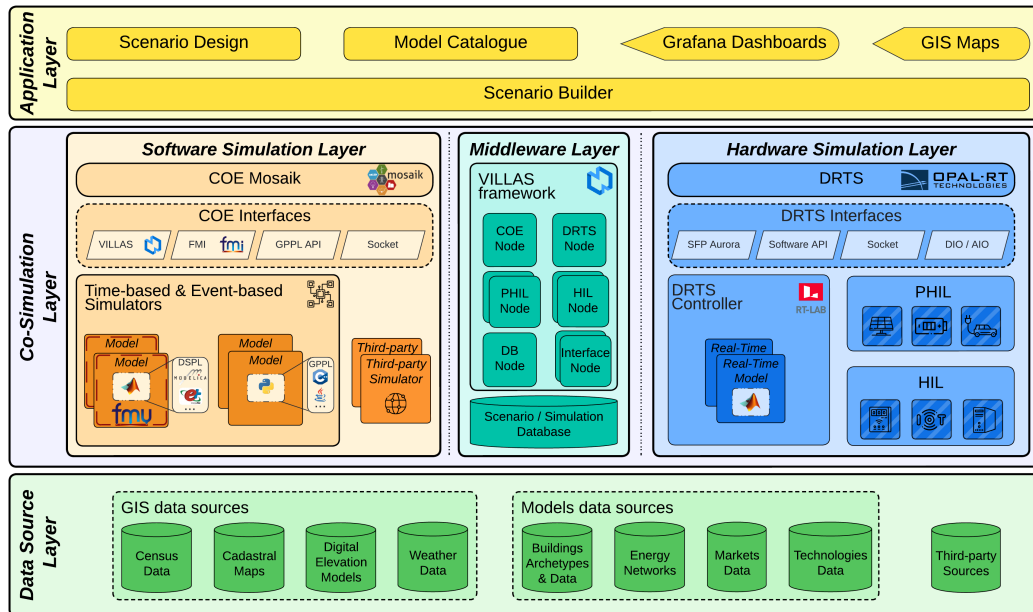 Application
Layer
Scenario Design
Model Catalogue
Grafana Dashboards
GIS Maps
Scenario Builder
Co-Simulation
Layer
Software Simulation Layer
COE Mosaik
mosaik
COE Interfaces
VILLAS
FMI
fmi
GPPL API
Socket
Time-based & Event-based
Simulators
Model
Model
fmu
DSPL
MODELICA
et
...
Model
Model
GPPL
...
Third-party
Third-party
Simulator
Middleware Layer
VILLAS
framework
COE
Node
DRTS
Node
PHIL
Node
HIL
Node
DB
Node
Interface
Node
Scenario / Simulation
Database
Hardware Simulation Layer
DRTS
OPAL-RT
TECHNOLOGIES
DRTS Interfaces
SFP Aurora
Software API
Socket
DIO / AIO
DRTS
Controller
RT-LAB
Real-Time
Real-Time
Model
PHIL
HIL
IOT
Data Source
Layer
GIS data sources
Census
Data
Cadastral
Maps
Digital
Elevation
Models
Weather
Data
Models data sources
Buildings
Archetypes
& Data
Energy
Networks
Markets
Data
Technologies
Data
Third-party
Sources